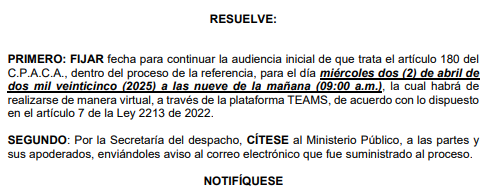 RESUELVE:
PRIMERO: FIJAR fecha para continuar la audiencia inicial de que trata el artículo 180 del
C.P.A.C.A., dentro del proceso de la referencia, para el día miércoles dos (2) de abril de
dos mil veinticinco (2025) a las nueve de la mañana (09:00 a.m.), la cual habrá de
realizarse de manera virtual, a través de la plataforma TEAMS, de acuerdo con lo dispuesto
en el artículo 7 de la Ley 2213 de 2022.
SEGUNDO: Por la Secretaría del despacho, CÍTESE al Ministerio Público, a las partes y
sus apoderados, enviándoles aviso al correo electrónico que fue suministrado al proceso.
NOTIFÍQUESE